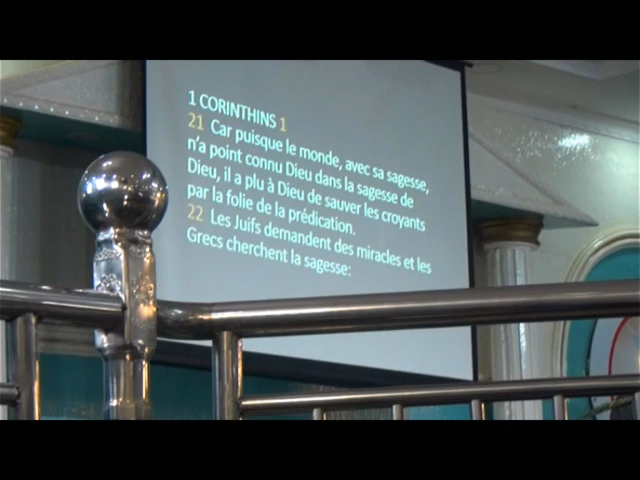 1 CORINTHINS 1
21 Car puisque le monde, avec sa sagesse,
n'a point connu Dieu dans la sagesse de
Dieu, il a plu à Dieu de sauver les croyants
par la folie de la prédication.
22 Les Juifs demandent des miracles et les
Grecs cherchent la sagesse: